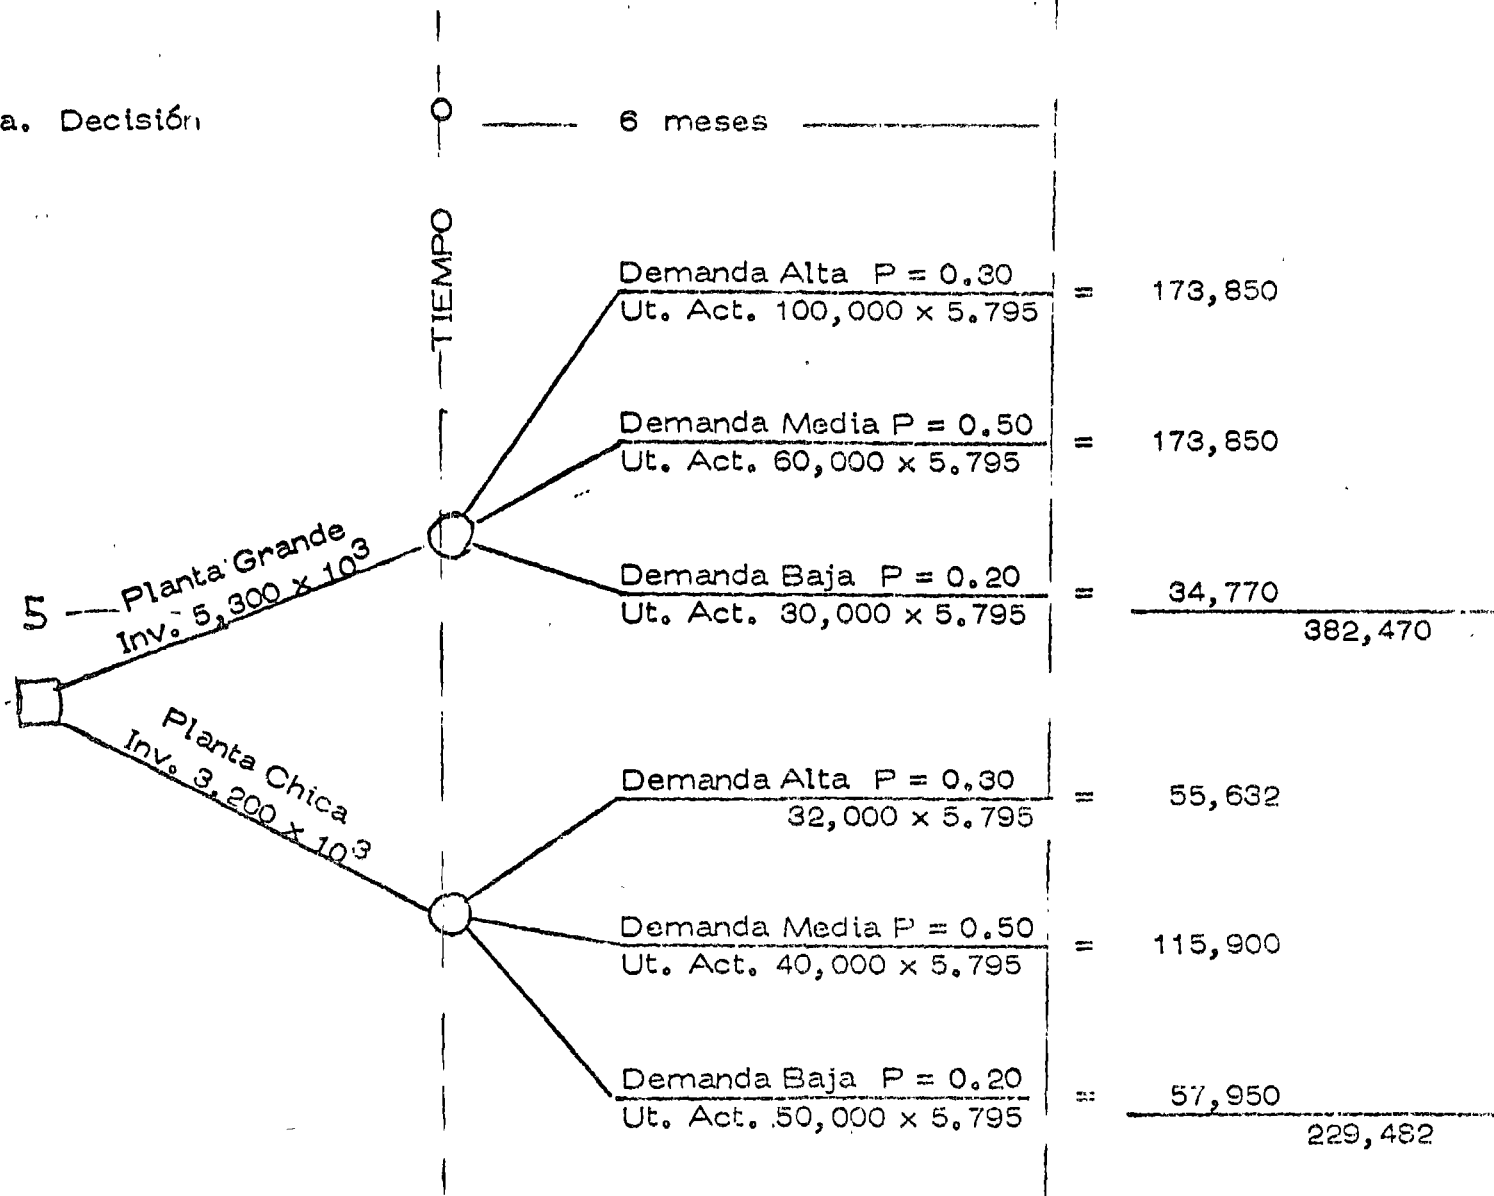 a. Decisión
6 meses
TIEMPO
Demanda Alta P = 0.30
Ut. Act. 100,000 x 5.795
= 173,850
Demanda Media P = 0.50
Ut. Act. 60,000 x 5.795
= 173,850
Demanda Baja P = 0.20
Ut. Act. 30,000 x 5.795
= 34,770
382,470
5
Planta Grande
Inv. 5,300 x 10³
Planta Chica
Inv. 3,200 x 10³
Demanda Alta P = 0.30
32,000 x 5.795
= 55,632
Demanda Media P = 0.50
Ut. Act. 40,000 x 5.795
= 115,900
Demanda Baja P = 0.20
Ut. Act. 50,000 x 5.795
= 57,950
229,482